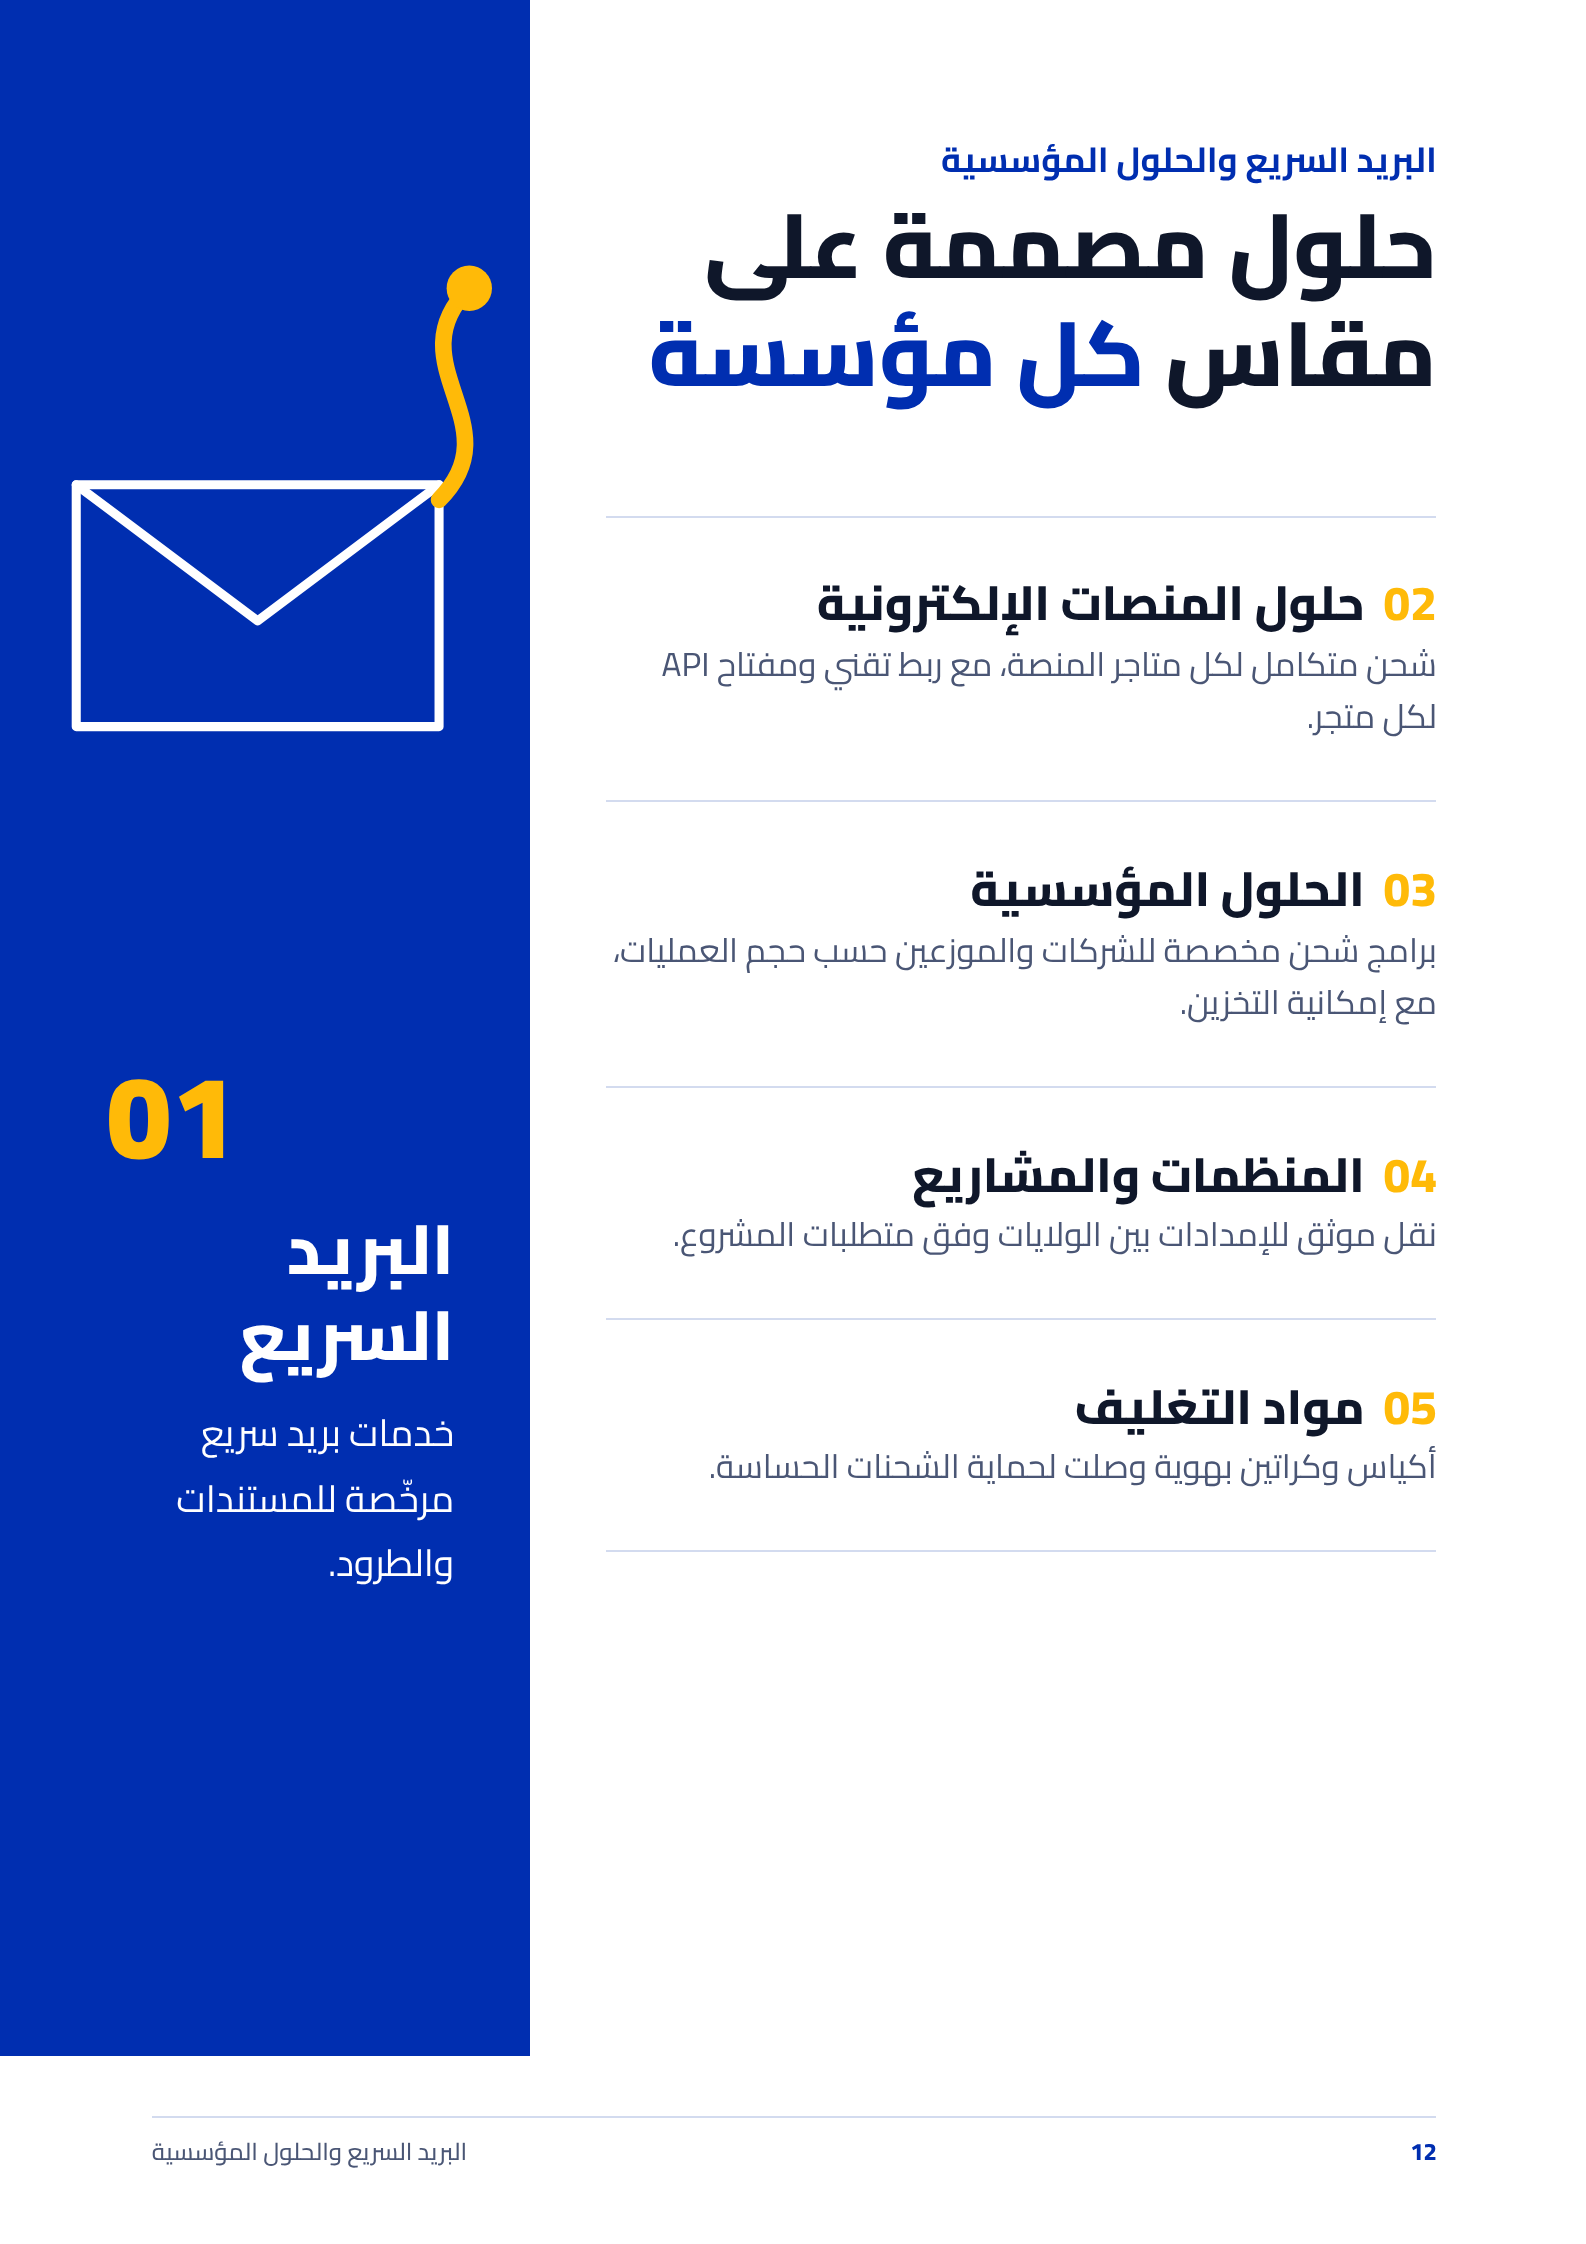 البريد السريع والحلول المؤسسية
حلول مصممة على
مقاس كل مؤسسة
01
البريد
السريع
خدمات بريد سريع
مرخّصة للمستندات
والطرود.
02 حلول المنصات الإلكترونية
شحن متكامل لكل متاجر المنصة، مع ربط تقني ومفتاح API
لكل متجر.
03 الحلول المؤسسية
برامج شحن مخصصة للشركات والموزعين حسب حجم العمليات،
مع إمكانية التخزين.
04 المنظمات والمشاريع
نقل موثق للإمدادات بين الولايات وفق متطلبات المشروع.
05 مواد التغليف
أكياس وكراتين بهوية وصلت لحماية الشحنات الحساسة.
12
البريد السريع والحلول المؤسسية